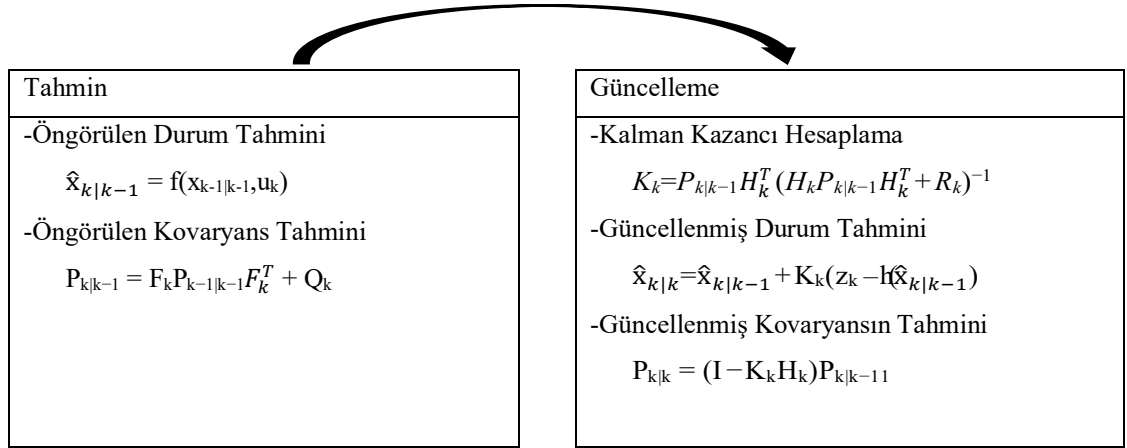 Tahmin
-Öngörülen Durum Tahmini
x̂ₖ|ₖ₋₁ = f(xₖ₋₁|ₖ₋₁,uₖ)
-Öngörülen Kovaryans Tahmini
Pₖ|ₖ₋₁ = FₖPₖ₋₁|ₖ₋₁Fₖᵀ + Qₖ
Güncelleme
-Kalman Kazancı Hesaplama
Kₖ=Pₖ|ₖ₋₁Hₖᵀ(HₖPₖ|ₖ₋₁Hₖᵀ+Rₖ)⁻¹
-Güncellenmiş Durum Tahmini
x̂ₖ|ₖ=x̂ₖ|ₖ₋₁+Kₖ(zₖ–h(x̂ₖ|ₖ₋₁)
-Güncellenmiş Kovaryansın Tahmini
Pₖ|ₖ = (I−KₖHₖ)Pₖ|ₖ₋₁₁